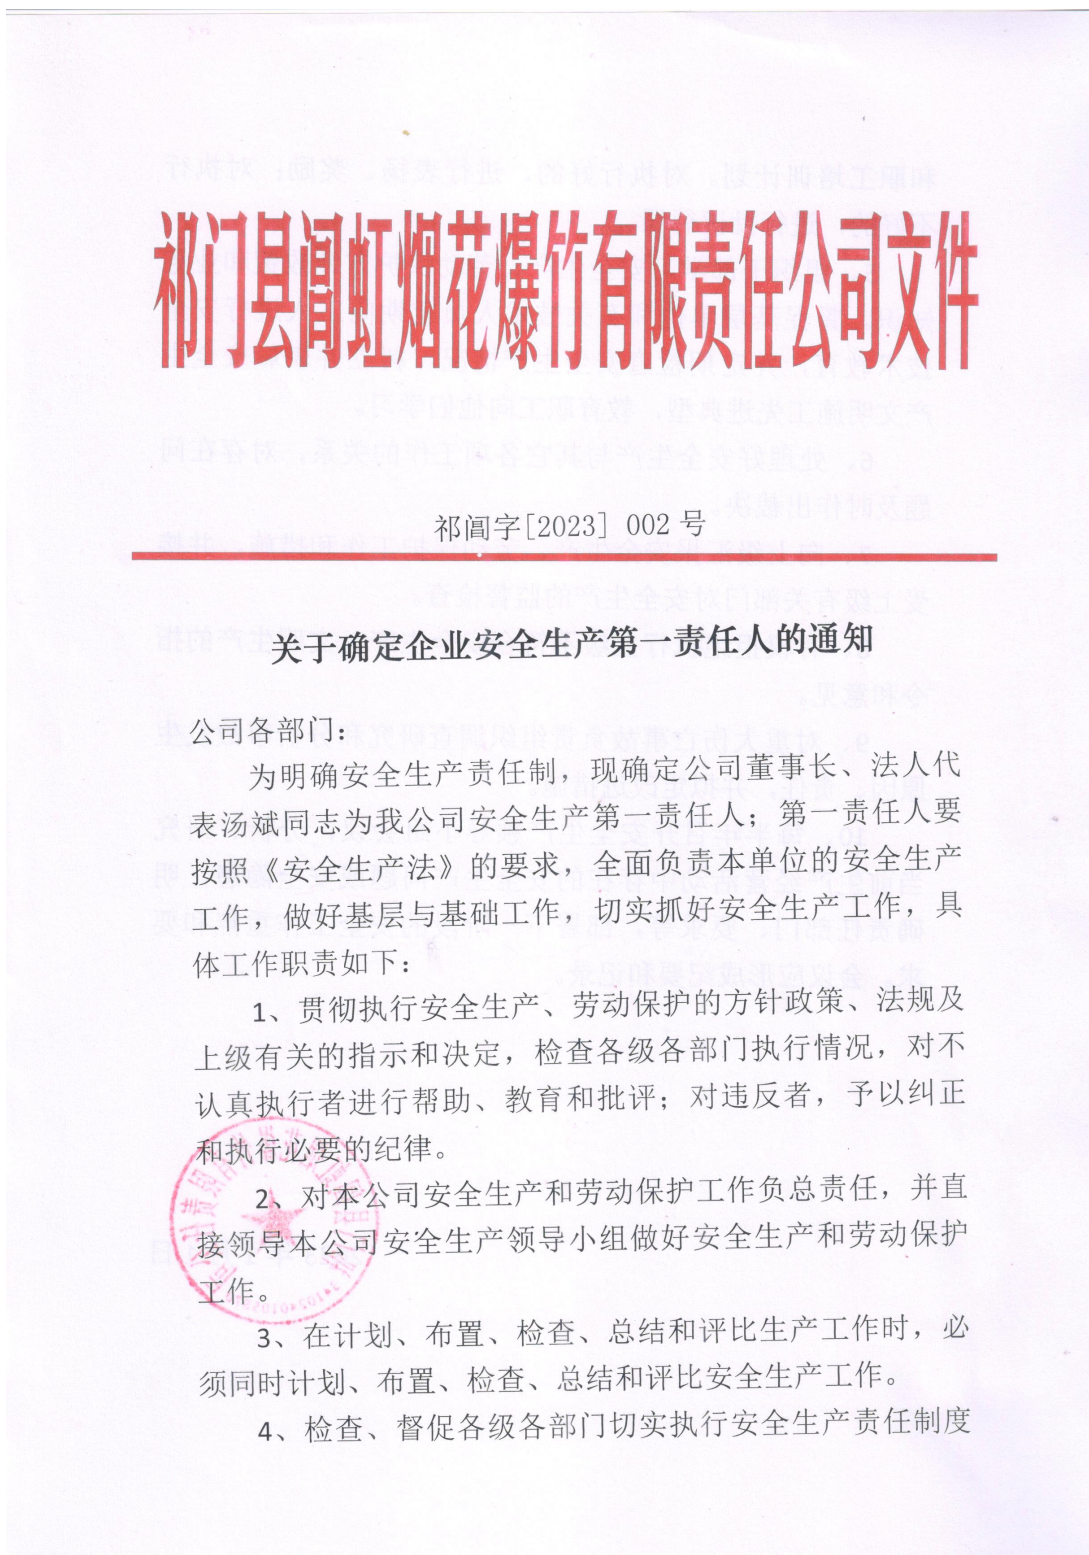 祁门县阊虹烟花爆竹有限责任公司文件
祁阊字[2023] 002 号
关于确定企业安全生产第一责任人的通知
公司各部门：
为明确安全生产责任制，现确定公司董事长、法人代
表汤斌同志为我公司安全生产第一责任人；第一责任人要
按照《安全生产法》的要求，全面负责本单位的安全生产
工作，做好基层与基础工作，切实抓好安全生产工作，具
体工作职责如下：
1、贯彻执行安全生产、劳动保护的方针政策、法规及
上级有关的指示和决定，检查各级各部门执行情况，对不
认真执行者进行帮助、教育和批评；对违反者，予以纠正
和执行必要的纪律。
2、对本公司安全生产和劳动保护工作负总责任，并直
接领导本公司安全生产领导小组做好安全生产和劳动保护
工作。
3、在计划、布置、检查、总结和评比生产工作时，必
须同时计划、布置、检查、总结和评比安全生产工作。
4、检查、督促各级各部门切实执行安全生产责任制度